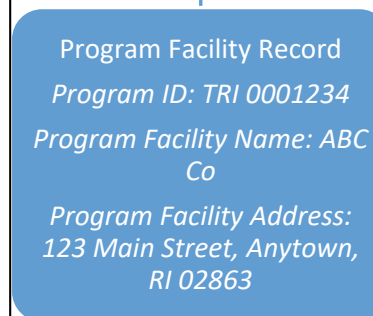 Program Facility Record
Program ID: TRI 0001234
Program Facility Name: ABC
Co
Program Facility Address:
123 Main Street, Anytown,
RI 02863